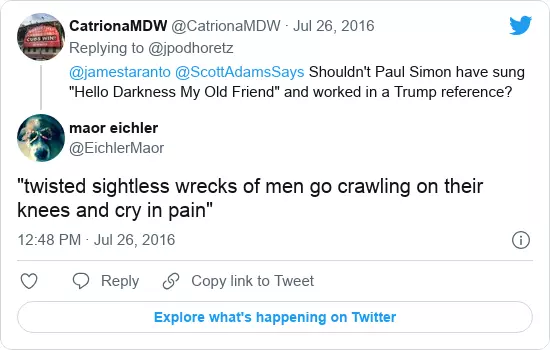 CatrionaMDW @CatrionaMDW · Jul 26, 2016
Replying to @jpodhoretz
@jamestaranto @ScottAdamsSays Shouldn't Paul Simon have sung
"Hello Darkness My Old Friend" and worked in a Trump reference?
maor eichler
@EichlerMaor
"twisted sightless wrecks of men go crawling on their
knees and cry in pain"
12:48 PM · Jul 26, 2016
Reply Copy link to Tweet
Explore what's happening on Twitter